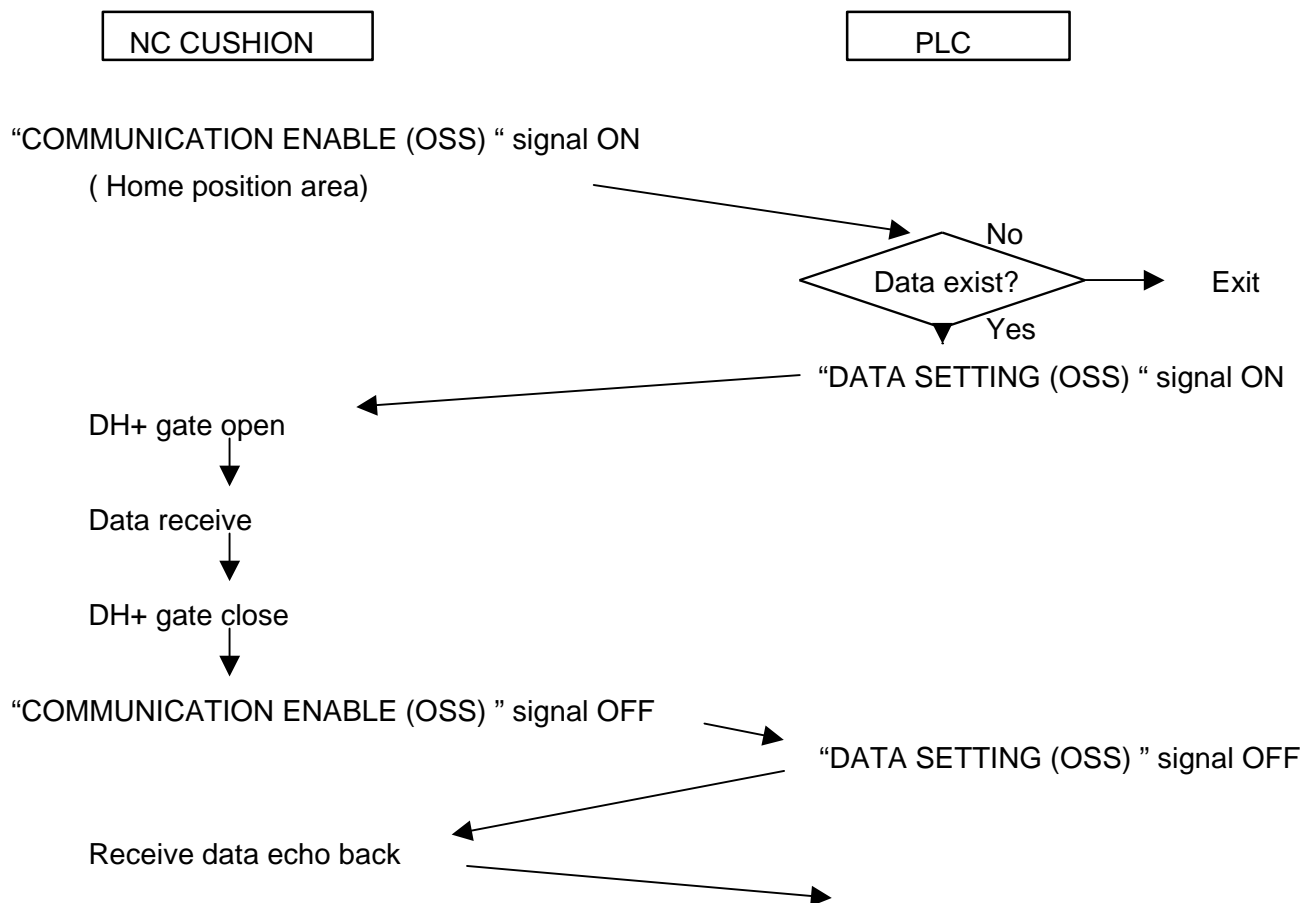 NC CUSHION
PLC
“COMMUNICATION ENABLE (OSS) “ signal ON
( Home position area)
No
Data exist?
Exit
Yes
“DATA SETTING (OSS) “ signal ON
DH+ gate open
Data receive
DH+ gate close
“COMMUNICATION ENABLE (OSS) ” signal OFF
“DATA SETTING (OSS) ” signal OFF
Receive data echo back